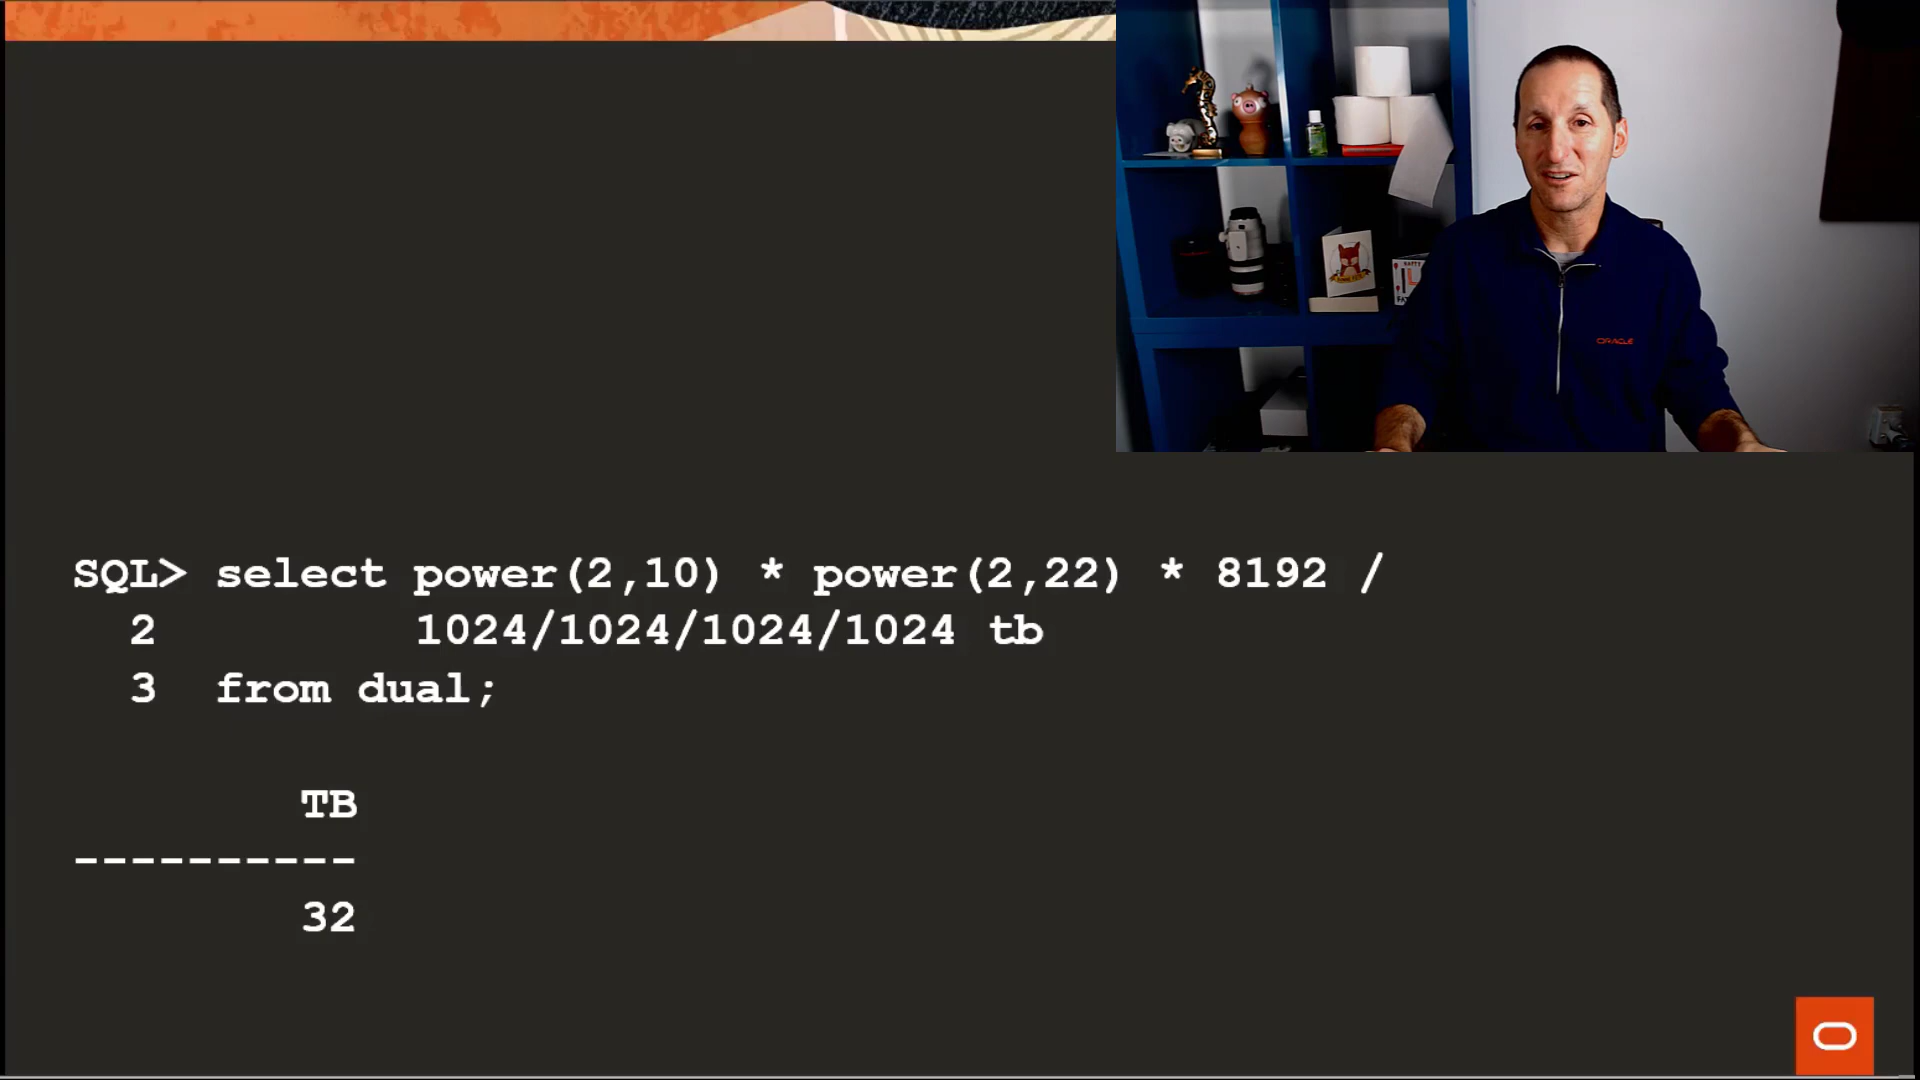 ORACLE
SQL> select power(2,10) * power(2,22) * 8192 /
2 1024/1024/1024/1024 tb
3 from dual;
TB
----------
32